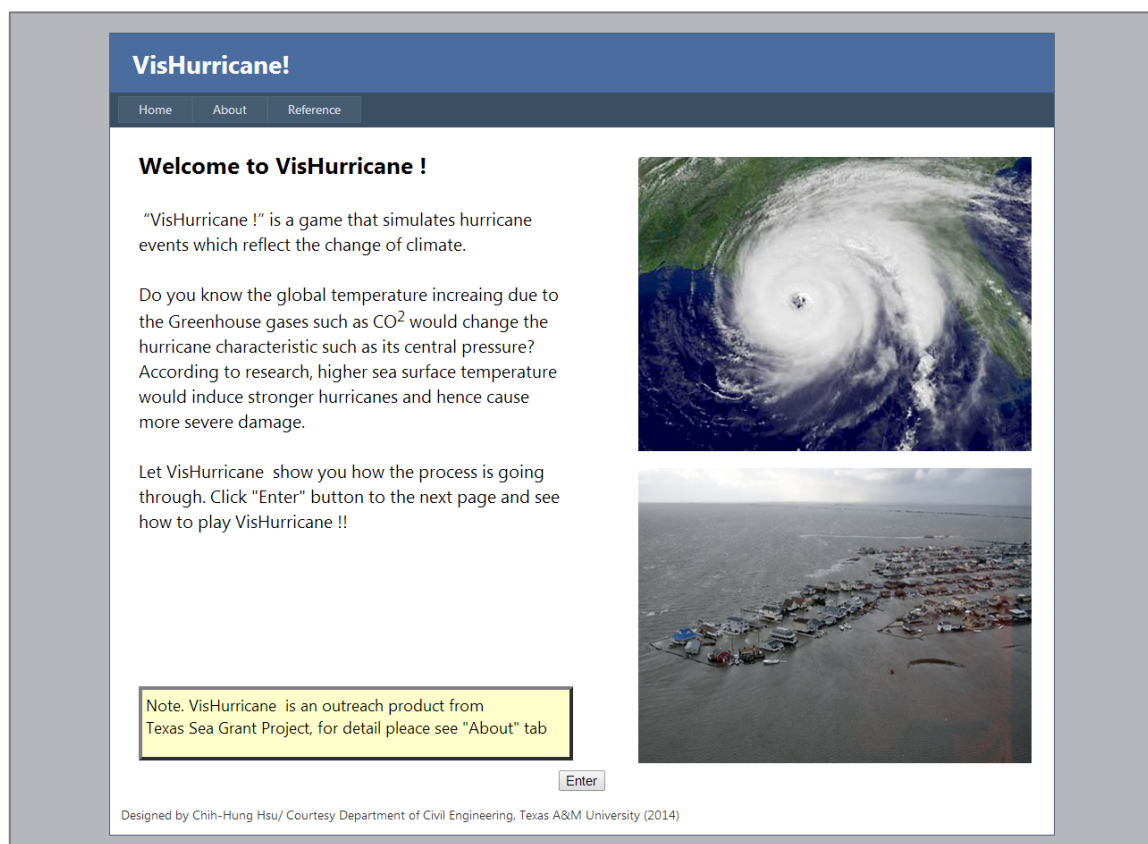 VisHurricane!
Home About Reference
Welcome to VisHurricane !
“VisHurricane !” is a game that simulates hurricane
events which reflect the change of climate.
Do you know the global temperature increaing due to
the Greenhouse gases such as CO² would change the
hurricane characteristic such as its central pressure?
According to research, higher sea surface temperature
would induce stronger hurricanes and hence cause
more severe damage.
Let VisHurricane  show you how the process is going
through. Click "Enter" button to the next page and see
how to play VisHurricane !!
Note. VisHurricane  is an outreach product from
Texas Sea Grant Project, for detail pleace see "About" tab
Enter
Designed by Chih-Hung Hsu/ Courtesy Department of Civil Engineering, Texas A&M University (2014)